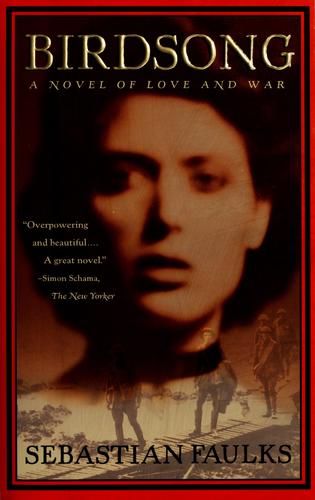 BIRDSONG
A NOVEL OF LOVE AND WAR
“Overpowering
and beautiful....
A great novel.”
–Simon Schama,
The New Yorker
SEBASTIAN FAULKS